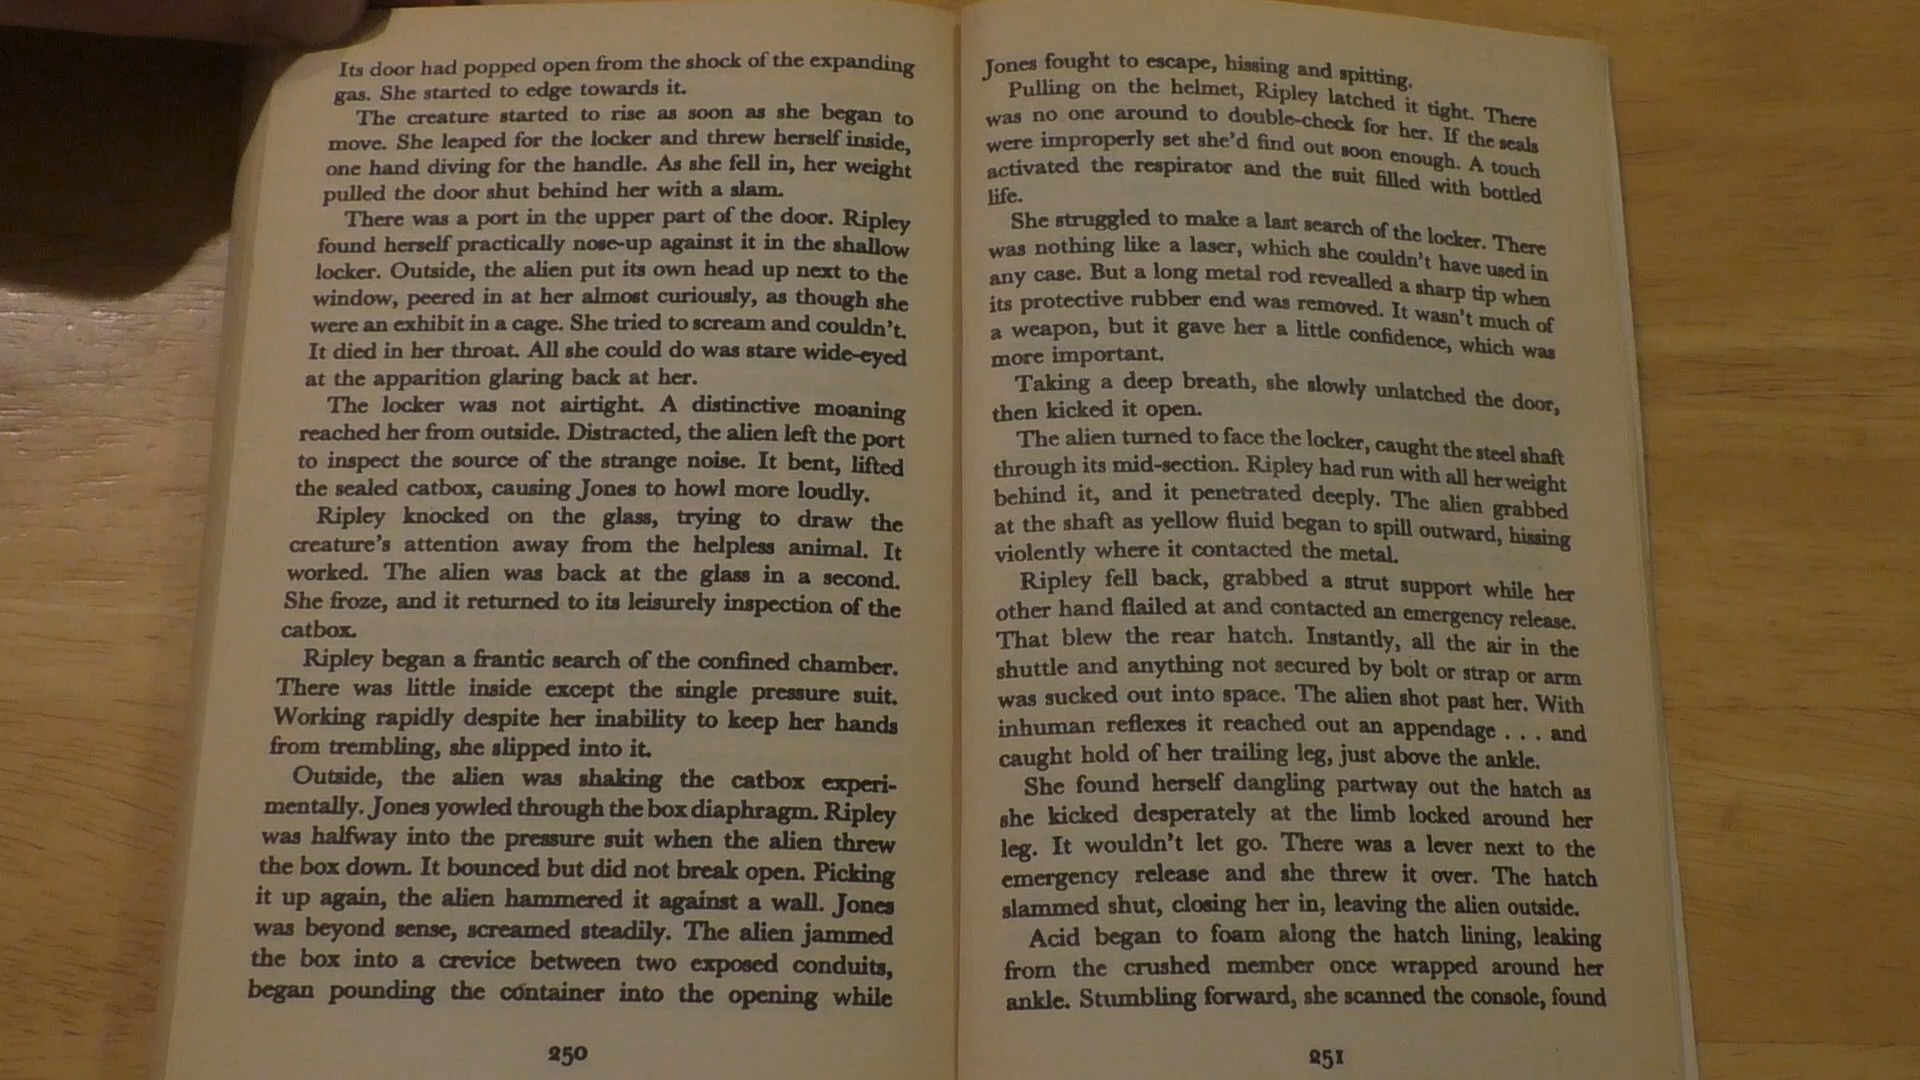 Its door had popped open from the shock of the expanding
gas. She started to edge towards it.
The creature started to rise as soon as she began to
move. She leaped for the locker and threw herself inside,
one hand diving for the handle. As she fell in, her weight
pulled the door shut behind her with a slam.
There was a port in the upper part of the door. Ripley
found herself practically nose-up against it in the shallow
locker. Outside, the alien put its own head up next to the
window, peered in at her almost curiously, as though she
were an exhibit in a cage. She tried to scream and couldn't.
It died in her throat. All she could do was stare wide-eyed
at the apparition glaring back at her.
The locker was not airtight. A distinctive moaning
reached her from outside. Distracted, the alien left the port
to inspect the source of the strange noise. It bent, lifted
the sealed catbox, causing Jones to howl more loudly.
Ripley knocked on the glass, trying to draw the
creature's attention away from the helpless animal. It
worked. The alien was back at the glass in a second.
She froze, and it returned to its leisurely inspection of the
catbox.
Ripley began a frantic search of the confined chamber.
There was little inside except the single pressure suit.
Working rapidly despite her inability to keep her hands
from trembling, she slipped into it.
Outside, the alien was shaking the catbox experi-
mentally. Jones yowled through the box diaphragm. Ripley
was halfway into the pressure suit when the alien threw
the box down. It bounced but did not break open. Picking
it up again, the alien hammered it against a wall. Jones
was beyond sense, screamed steadily. The alien jammed
the box into a crevice between two exposed conduits,
began pounding the container into the opening while
250
Jones fought to escape, hissing and spitting.
Pulling on the helmet, Ripley latched it tight. There
was no one around to double-check for her. If the seals
were improperly set she'd find out soon enough. A touch
activated the respirator and the suit filled with bottled
life.
She struggled to make a last search of the locker. There
was nothing like a laser, which she couldn't have used in
any case. But a long metal rod revealled a sharp tip when
its protective rubber end was removed. It wasn't much of
a weapon, but it gave her a little confidence, which was
more important.
Taking a deep breath, she slowly unlatched the door,
then kicked it open.
The alien turned to face the locker, caught the steel shaft
through its mid-section. Ripley had run with all her weight
behind it, and it penetrated deeply. The alien grabbed
at the shaft as yellow fluid began to spill outward, hissing
violently where it contacted the metal.
Ripley fell back, grabbed a strut support while her
other hand flailed at and contacted an emergency release.
That blew the rear hatch. Instantly, all the air in the
shuttle and anything not secured by bolt or strap or arm
was sucked out into space. The alien shot past her. With
inhuman reflexes it reached out an appendage . . . and
caught hold of her trailing leg, just above the ankle.
She found herself dangling partway out the hatch as
she kicked desperately at the limb locked around her
leg. It wouldn't let go. There was a lever next to the
emergency release and she threw it over. The hatch
slammed shut, closing her in, leaving the alien outside.
Acid began to foam along the hatch lining, leaking
from the crushed member once wrapped around her
ankle. Stumbling forward, she scanned the console, found
251